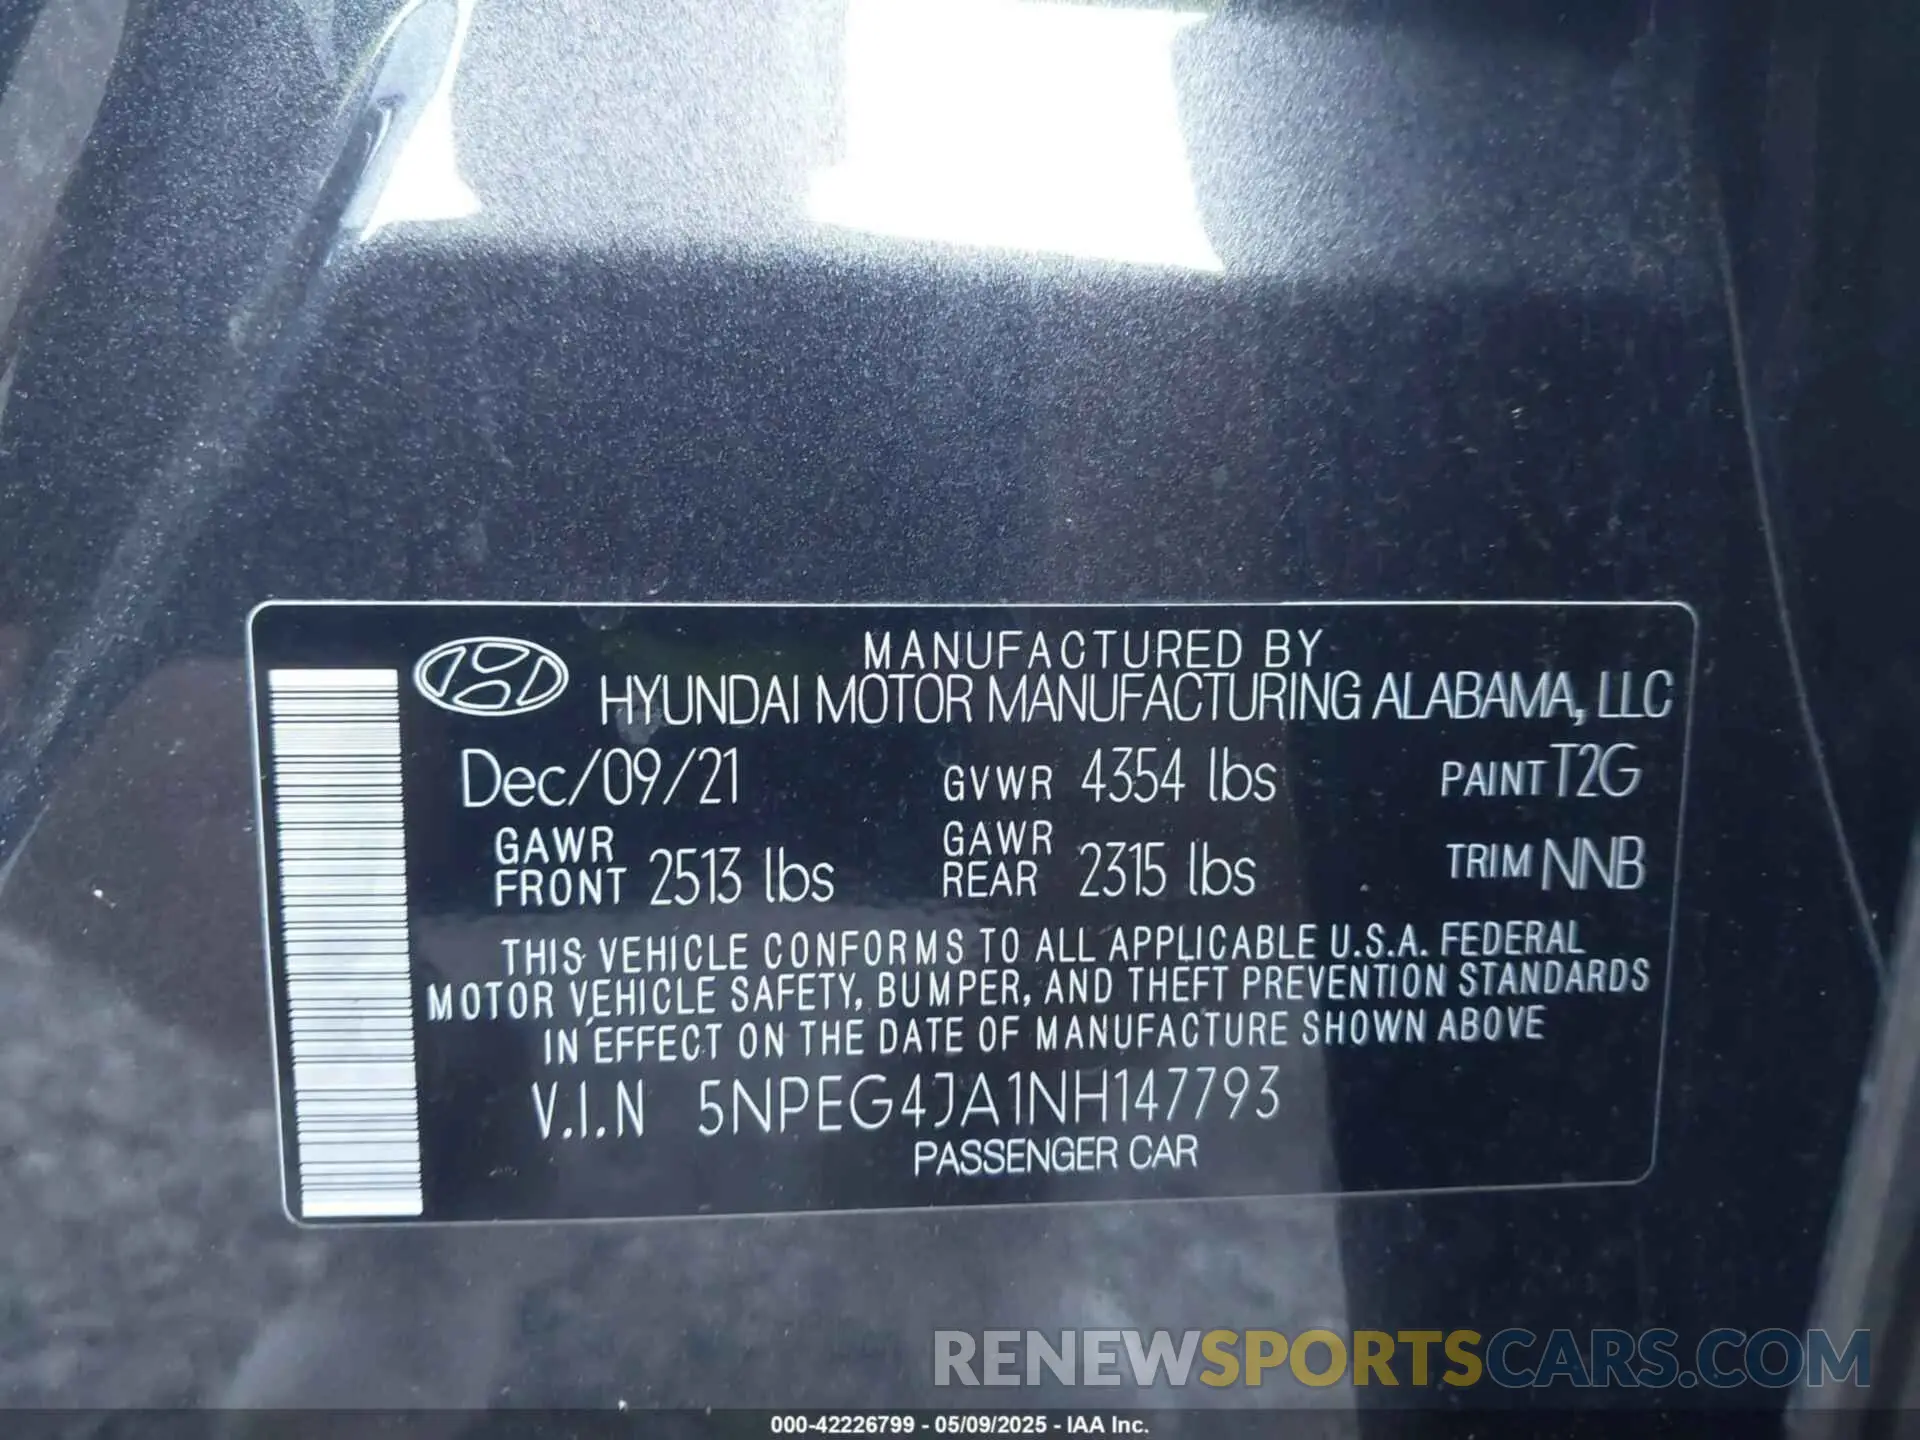 MANUFACTURED BY
HYUNDAI MOTOR MANUFACTURING ALABAMA, LLC
Dec/09/21 GVWR 4354 lbs PAINT T2G
GAWR FRONT 2513 lbs GAWR REAR 2315 lbs TRIM NNB
THIS VEHICLE CONFORMS TO ALL APPLICABLE U.S.A. FEDERAL
MOTOR VEHICLE SAFETY, BUMPER, AND THEFT PREVENTION STANDARDS
IN EFFECT ON THE DATE OF MANUFACTURE SHOWN ABOVE
V.I.N 5NPEG4JA1NH147793
PASSENGER CAR
RENEWSPORTSCARS.COM
000-42226799 - 05/09/2025 - IAA Inc.